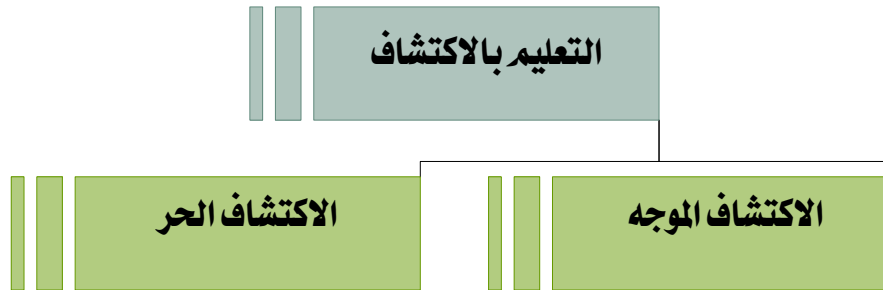 التعليم بالاكتشاف
الاكتشاف الموجه
الاكتشاف الحر